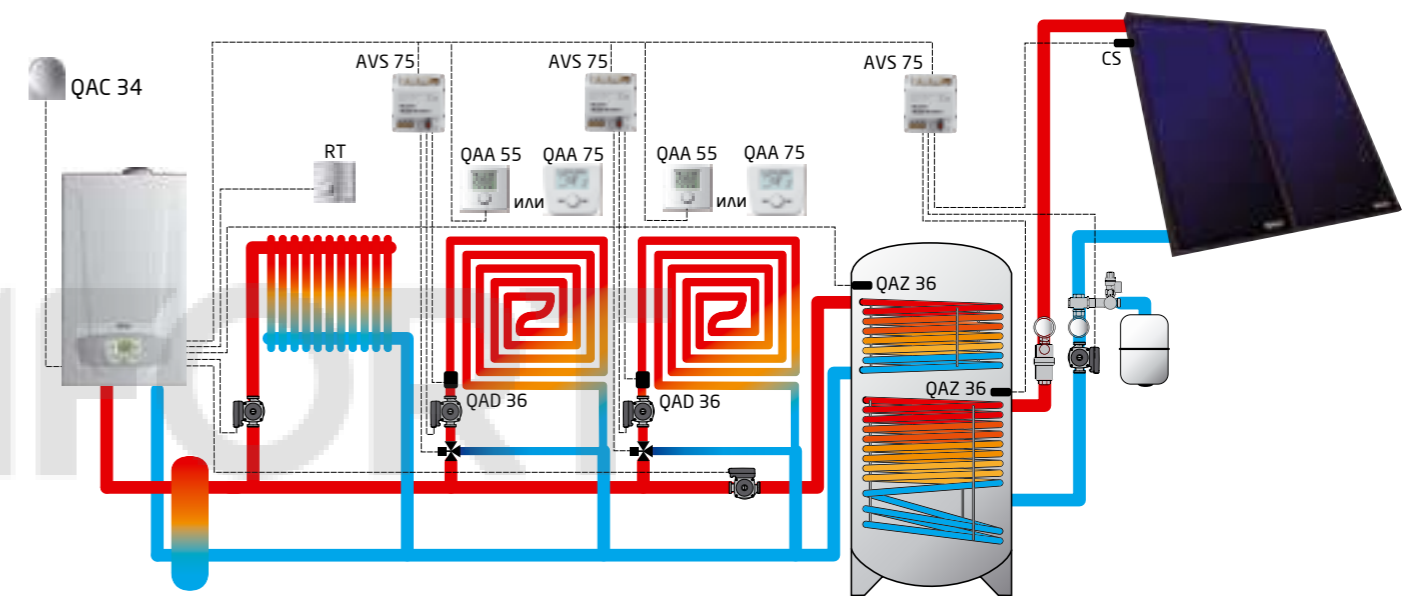 QAC 34
AVS 75
AVS 75
AVS 75
CS
RT
QAA 55 или QAA 75
QAA 55 или QAA 75
QAZ 36
QAZ 36
QAD 36
QAD 36